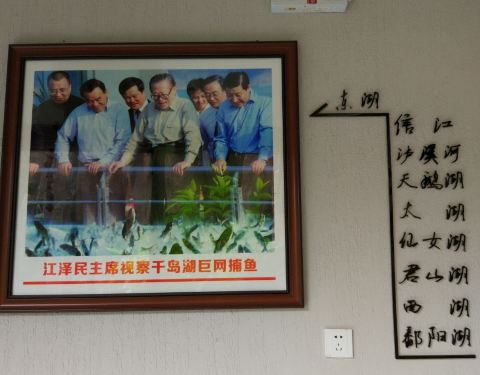 江泽民主席视察千岛湖巨网捕鱼
东湖
信江
沙溪河
天鹅湖
太湖
仙女湖
君山湖
西湖
鄱阳湖